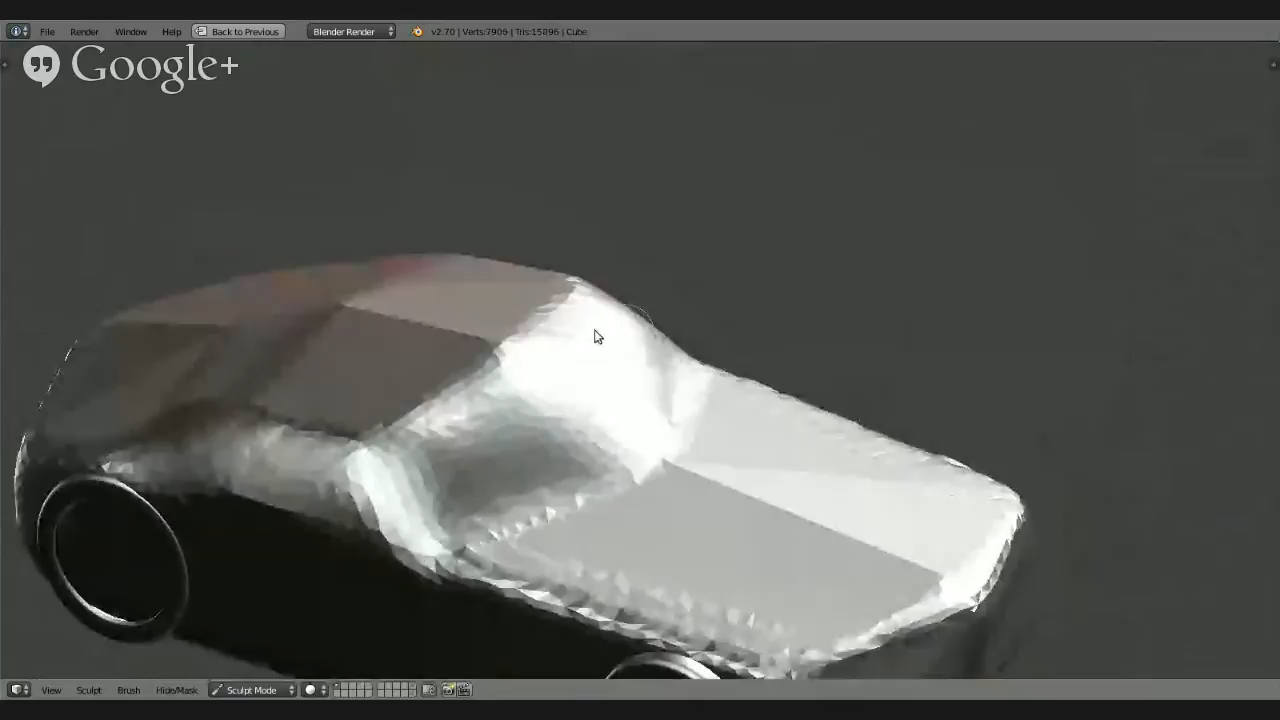 File Render Window Help Back to Previous Blender Render v2.70 | Verts:7906 | Tris:15896 | Cube
Google+
View Sculpt Brush Hide/Mask Sculpt Mode